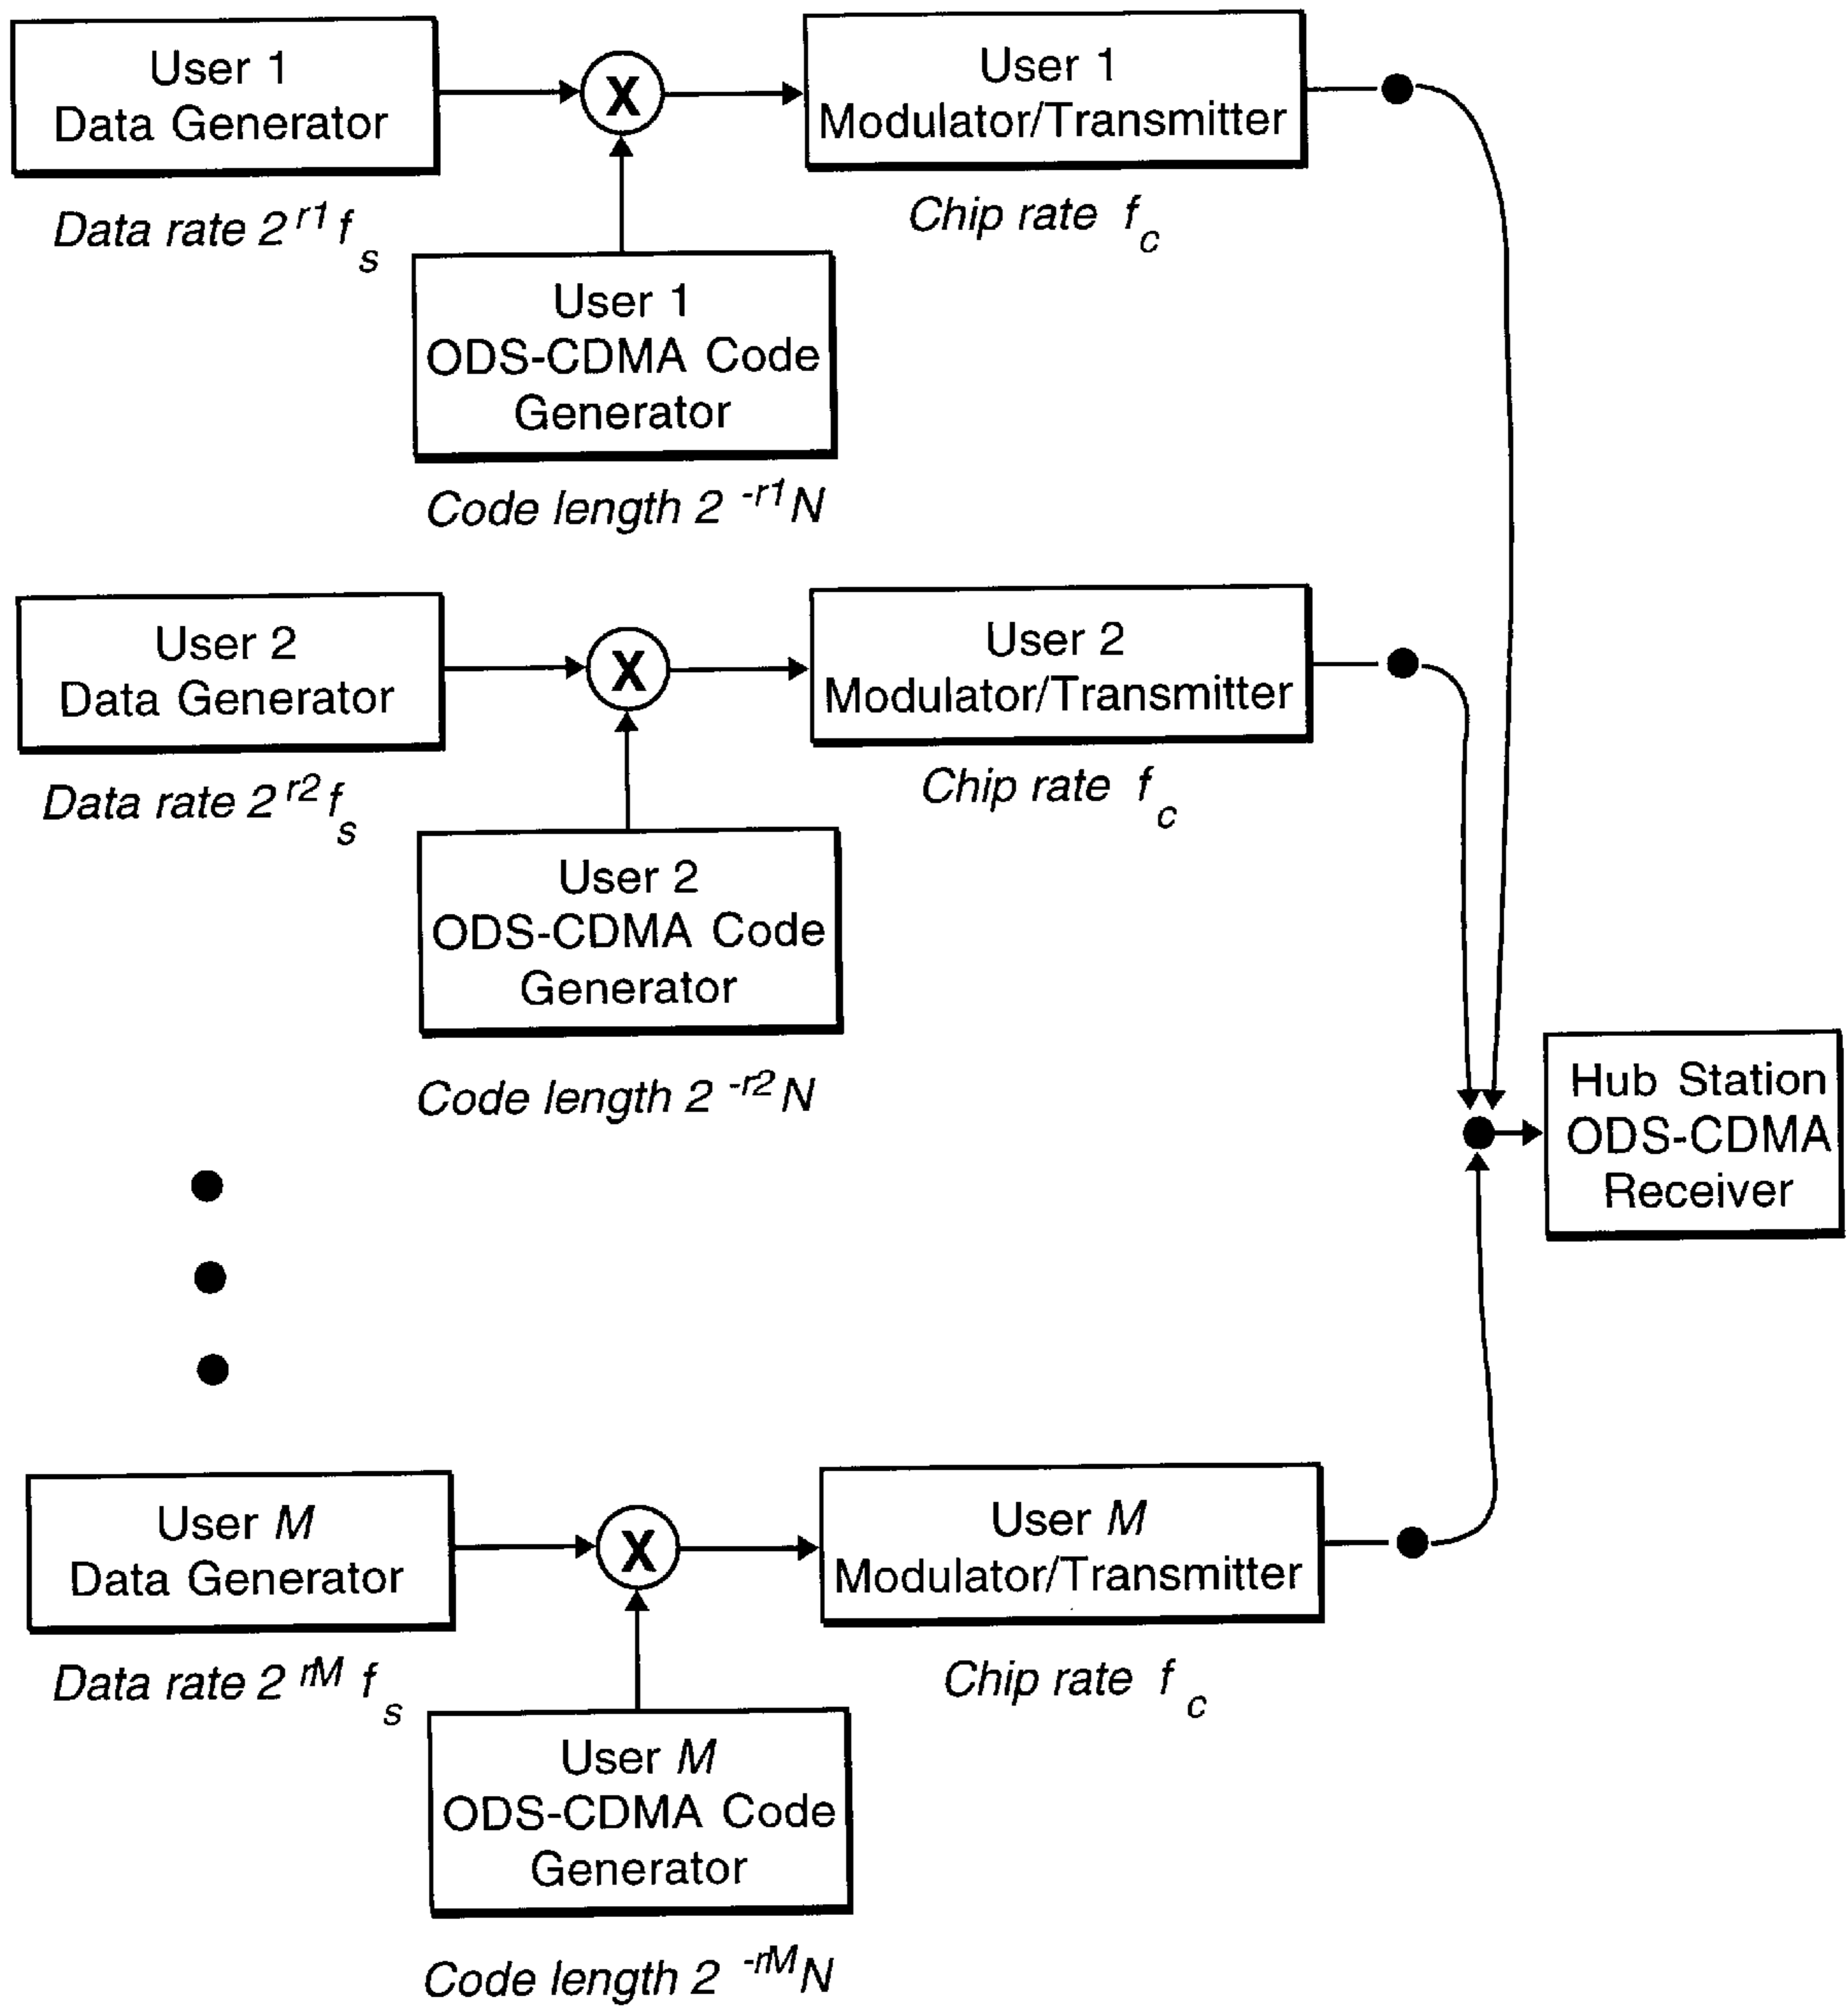 User 1
Data Generator
X
User 1
Modulator/Transmitter
Data rate 2^r1 f_s
Chip rate f_c
User 1
ODS-CDMA Code
Generator
Code length 2^-r1 N
User 2
Data Generator
X
User 2
Modulator/Transmitter
Data rate 2^r2 f_s
Chip rate f_c
User 2
ODS-CDMA Code
Generator
Code length 2^-r2 N
Hub Station
ODS-CDMA
Receiver
User M
Data Generator
X
User M
Modulator/Transmitter
Data rate 2^rM f_s
Chip rate f_c
User M
ODS-CDMA Code
Generator
Code length 2^-rM N